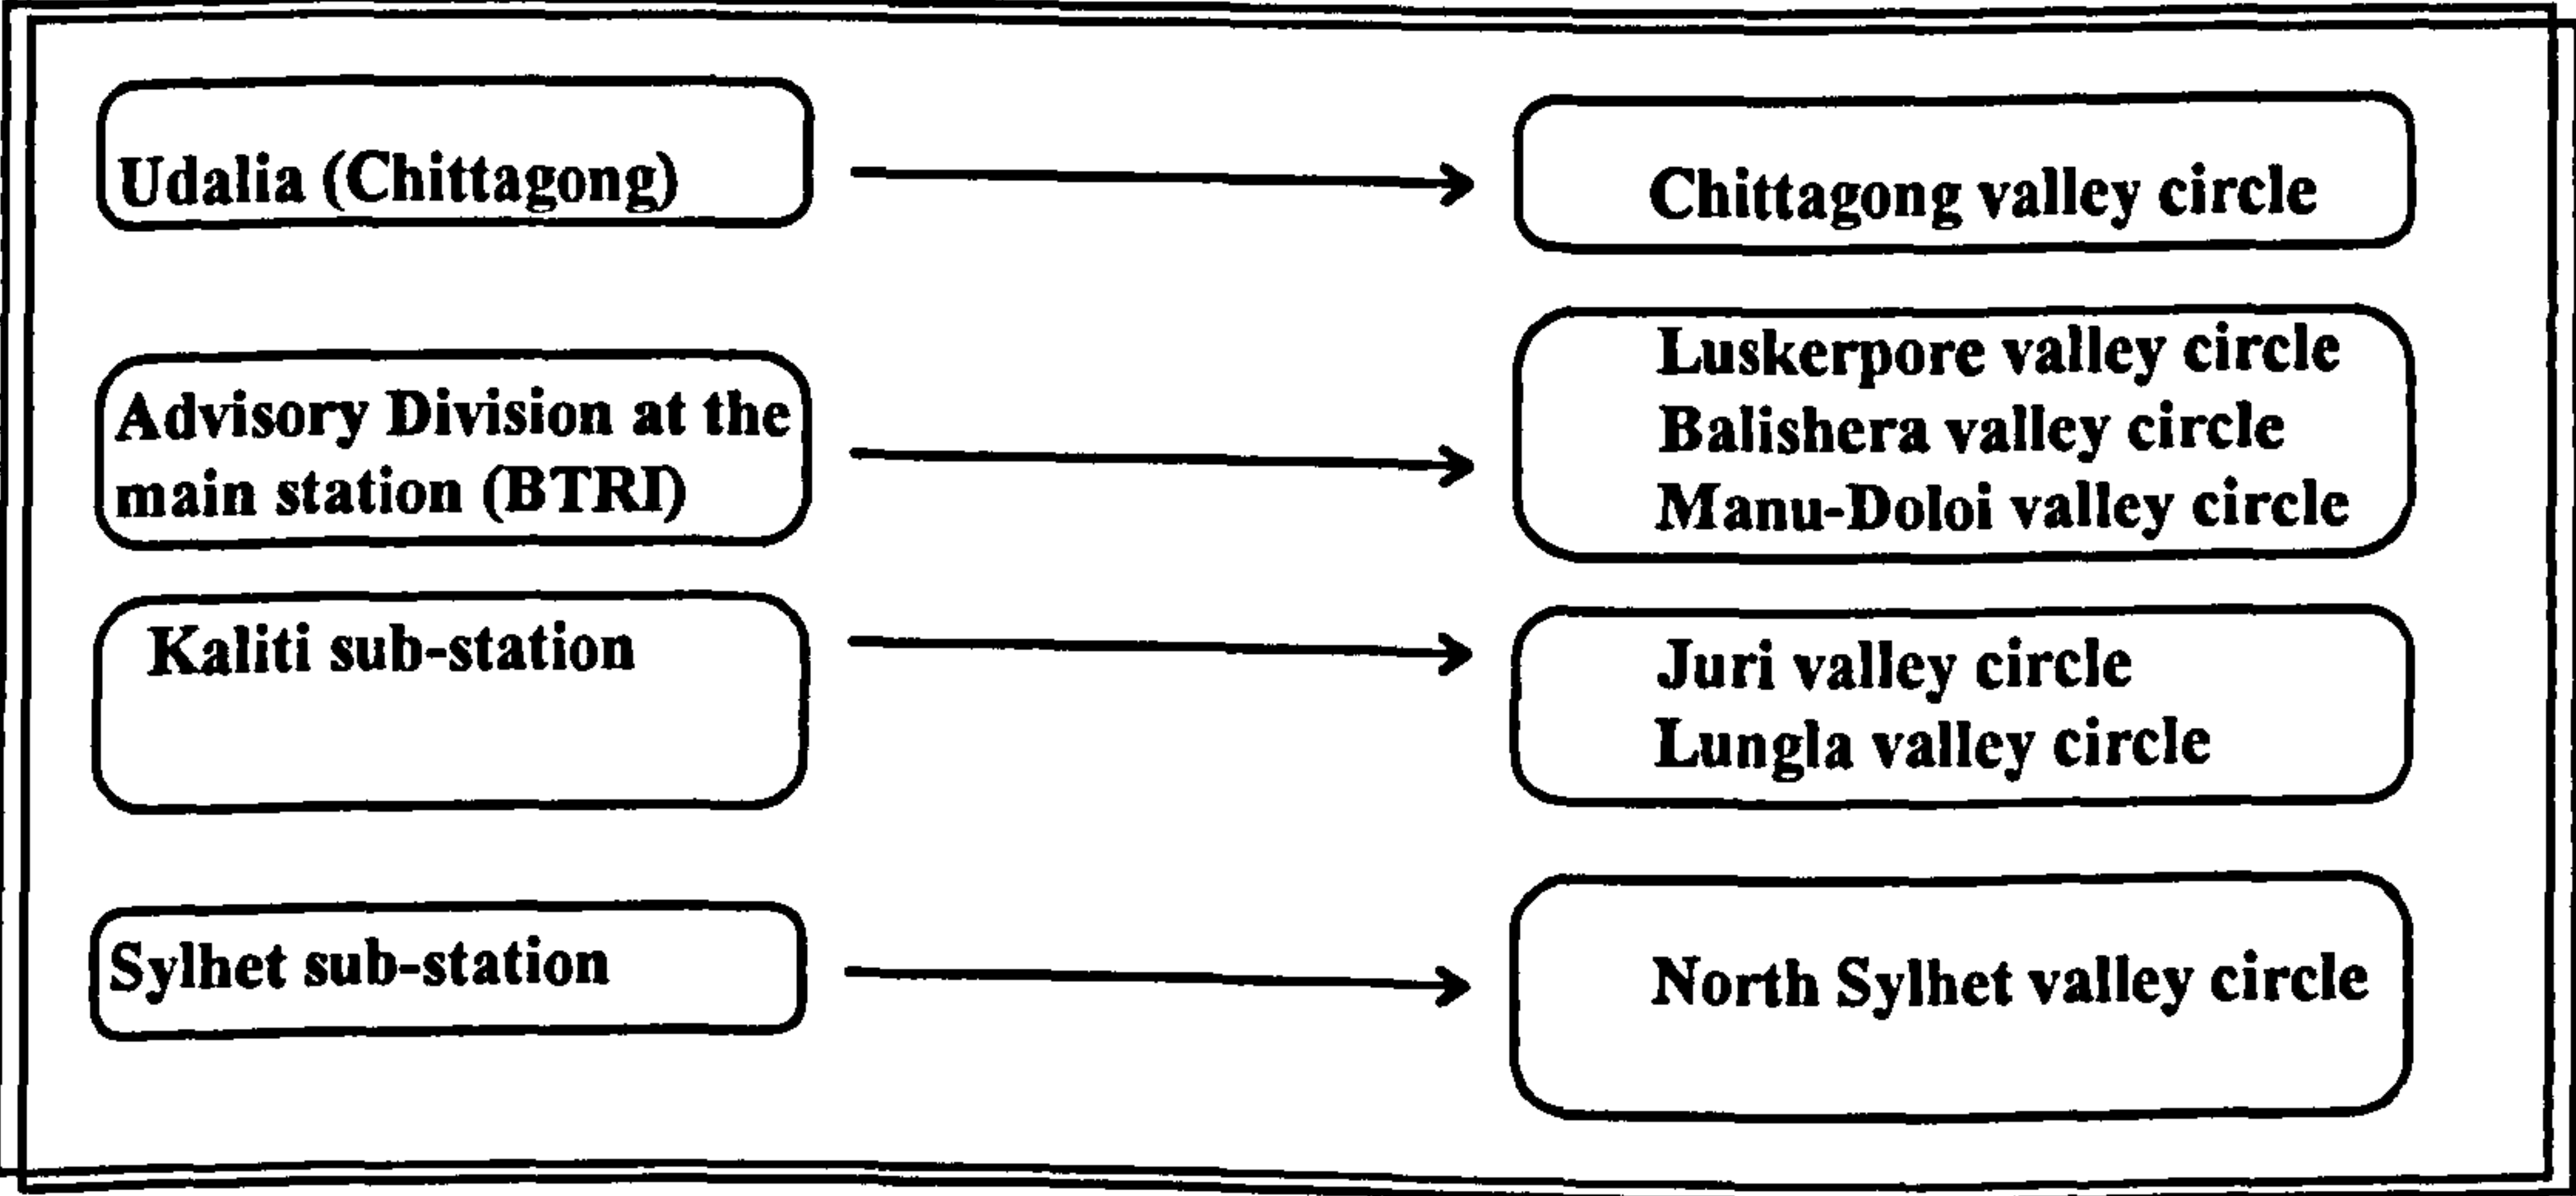 Udalia (Chittagong)
Chittagong valley circle
Advisory Division at the
main station (BTRI)
Luskerpore valley circle
Balishera valley circle
Manu-Doloi valley circle
Kaliti sub-station
Juri valley circle
Lungla valley circle
Sylhet sub-station
North Sylhet valley circle